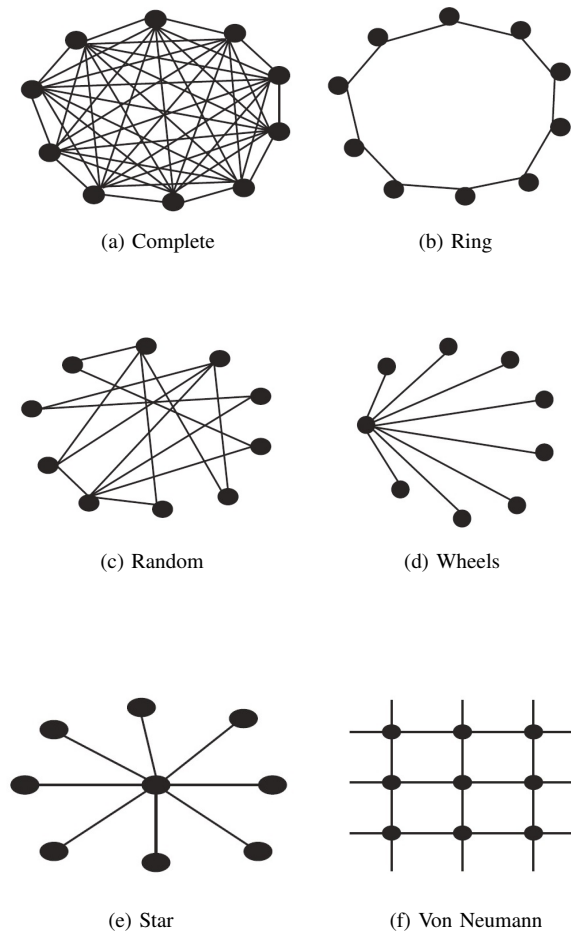 (a) Complete
(b) Ring
(c) Random
(d) Wheels
(e) Star
(f) Von Neumann